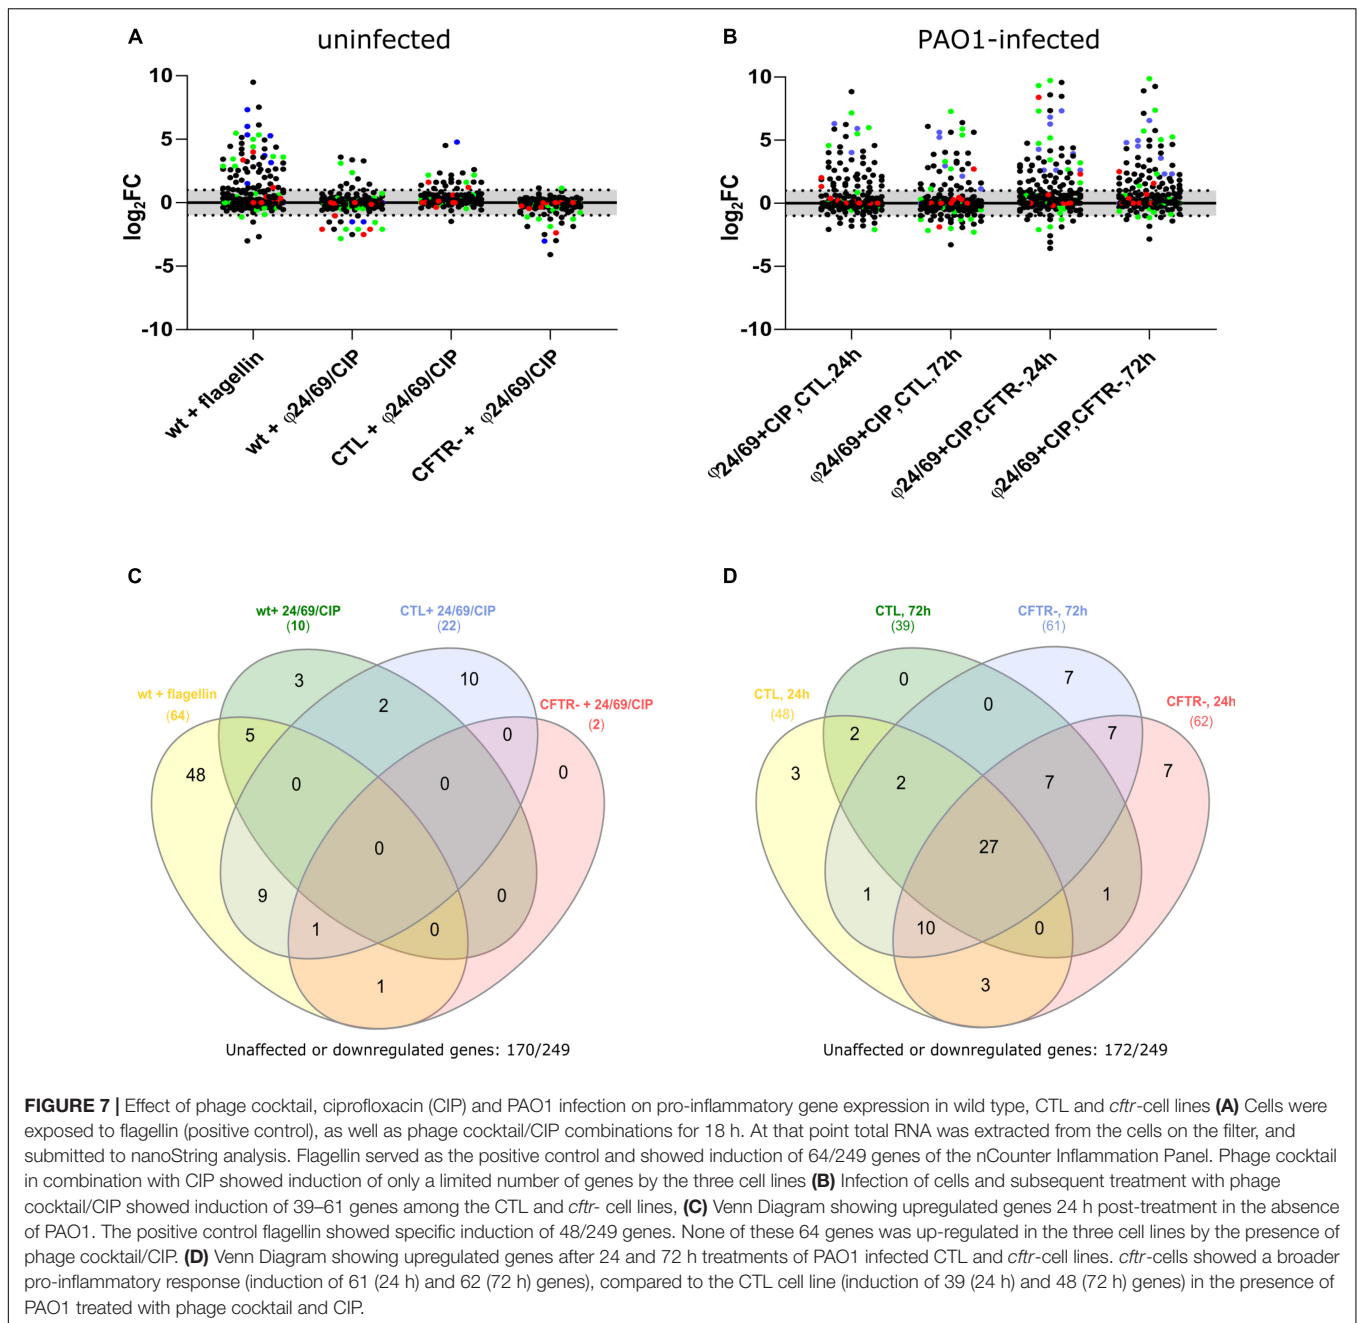 A
uninfected
10
5
0
-5
-10
log2FC
wt + flagellin
wt + φ24/69/CIP
CTL + φ24/69/CIP
CFTR- + φ24/69/CIP
B
PAO1-infected
10
5
0
-5
-10
log2FC
φ24/69+CIP,CTL,24h
φ24/69+CIP,CTL,72h
φ24/69+CIP,CFTR-,24h
φ24/69+CIP,CFTR-,72h
C
wt+ 24/69/CIP
(10)
CTL+ 24/69/CIP
(22)
wt + flagellin
(64)
CFTR- + 24/69/CIP
(2)
3
10
2
5
0
48
0
0
0
0
9
0
1
0
1
Unaffected or downregulated genes: 170/249
D
CTL, 72h
(39)
CFTR-, 72h
(61)
CTL, 24h
(48)
CFTR-, 24h
(62)
0
7
0
2
7
3
2
7
7
27
1
1
10
0
3
Unaffected or downregulated genes: 172/249
FIGURE 7 | Effect of phage cocktail, ciprofloxacin (CIP) and PAO1 infection on pro-inflammatory gene expression in wild type, CTL and cftr-cell lines (A) Cells were
exposed to flagellin (positive control), as well as phage cocktail/CIP combinations for 18 h. At that point total RNA was extracted from the cells on the filter, and
submitted to nanoString analysis. Flagellin served as the positive control and showed induction of 64/249 genes of the nCounter Inflammation Panel. Phage cocktail
in combination with CIP showed induction of only a limited number of genes by the three cell lines (B) Infection of cells and subsequent treatment with phage
cocktail/CIP showed induction of 39–61 genes among the CTL and cftr- cell lines, (C) Venn Diagram showing upregulated genes 24 h post-treatment in the absence
of PAO1. The positive control flagellin showed specific induction of 48/249 genes. None of these 64 genes was up-regulated in the three cell lines by the presence of
phage cocktail/CIP. (D) Venn Diagram showing upregulated genes after 24 and 72 h treatments of PAO1 infected CTL and cftr-cell lines. cftr-cells showed a broader
pro-inflammatory response (induction of 61 (24 h) and 62 (72 h) genes), compared to the CTL cell line (induction of 39 (24 h) and 48 (72 h) genes) in the presence of
PAO1 treated with phage cocktail and CIP.